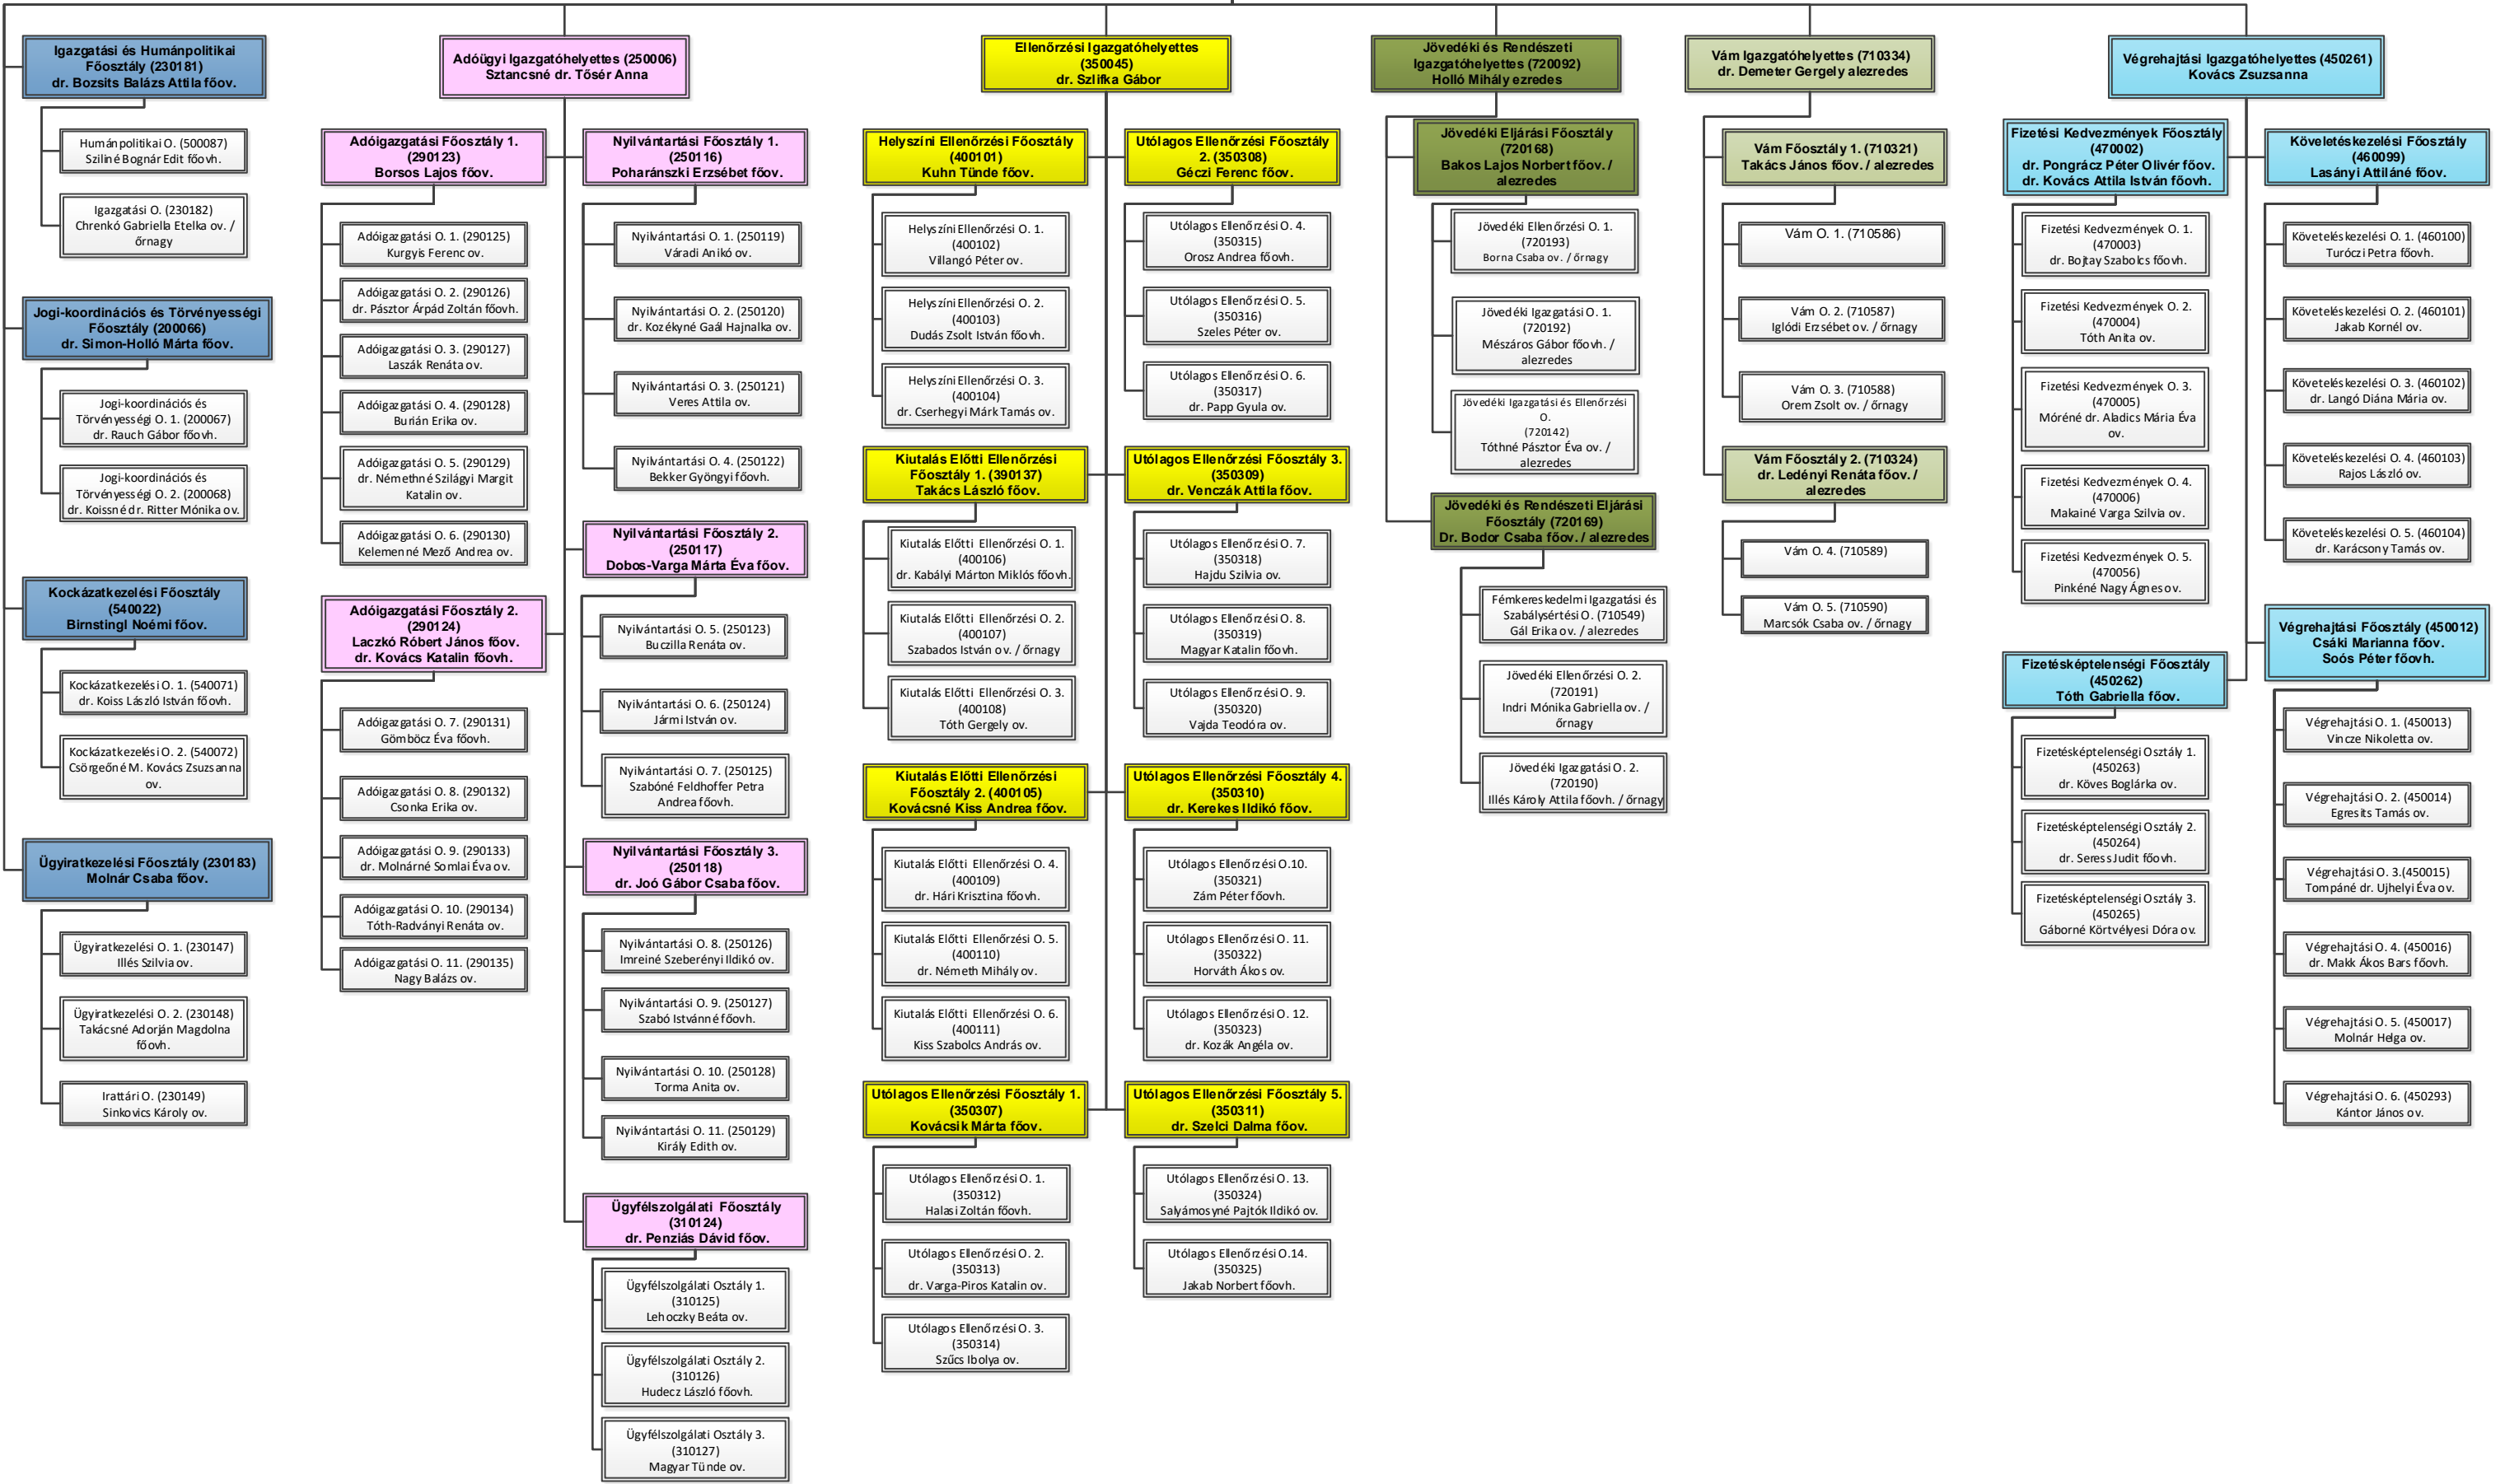 Igazgatási és Humánpolitikai
Főosztály (230181)
dr. Bozsits Balázs Attila főov.
Humánpolitikai O. (500087)
Sziliné Bognár Edit főovh.
Igazgatási O. (230182)
Chrenkó Gabriella Etelka ov. /
őrnagy
Jogi-koordinációs és Törvényességi
Főosztály (200066)
dr. Simon-Holló Márta főov.
Jogi-koordinációs és
Törvényességi O. 1. (200067)
dr. Rauch Gábor főovh.
Jogi-koordinációs és
Törvényességi O. 2. (200068)
dr. Koissné dr. Ritter Mónika ov.
Kockázatkezelési Főosztály
(540022)
Birnstingl Noémi főov.
Kockázatkezelési O. 1. (540071)
dr. Koiss László István főovh.
Kockázatkezelési O. 2. (540072)
Csörgeőné M. Kovács Zsuzsanna
ov.
Ügyiratkezelési Főosztály (230183)
Molnár Csaba főov.
Ügyiratkezelési O. 1. (230147)
Illés Szilvia ov.
Ügyiratkezelési O. 2. (230148)
Takácsné Adorján Magdolna
főovh.
Irattári O. (230149)
Sinkovics Károly ov.
Adóügyi Igazgatóhelyettes (250006)
Sztancsné dr. Tősér Anna
Adóigazgatási Főosztály 1.
(290123)
Borsos Lajos főov.
Adóigazgatási O. 1. (290125)
Kurgyis Ferenc ov.
Adóigazgatási O. 2. (290126)
dr. Pásztor Árpád Zoltán főovh.
Adóigazgatási O. 3. (290127)
Laszák Renáta ov.
Adóigazgatási O. 4. (290128)
Burián Erika ov.
Adóigazgatási O. 5. (290129)
dr. Némethné Szilágyi Margit
Katalin ov.
Adóigazgatási O. 6. (290130)
Kelemenné Mező Andrea ov.
Adóigazgatási Főosztály 2.
(290124)
Laczkó Róbert János főov.
dr. Kovács Katalin főovh.
Adóigazgatási O. 7. (290131)
Gömböcz Éva főovh.
Adóigazgatási O. 8. (290132)
Csonka Erika ov.
Adóigazgatási O. 9. (290133)
dr. Molnárné Somlai Éva ov.
Adóigazgatási O. 10. (290134)
Tóth-Radványi Renáta ov.
Adóigazgatási O. 11. (290135)
Nagy Balázs ov.
Nyilvántartási Főosztály 1.
(250116)
Poharánszki Erzsébet főov.
Nyilvántartási O. 1. (250119)
Váradi Anikó ov.
Nyilvántartási O. 2. (250120)
dr. Kozékyné Gaál Hajnalka ov.
Nyilvántartási O. 3. (250121)
Veres Attila ov.
Nyilvántartási O. 4. (250122)
Bekker Gyöngyi főovh.
Nyilvántartási Főosztály 2.
(250117)
Dobos-Varga Márta Éva főov.
Nyilvántartási O. 5. (250123)
Buczilla Renáta ov.
Nyilvántartási O. 6. (250124)
Jármi István ov.
Nyilvántartási O. 7. (250125)
Szabóné Feldhoffer Petra
Andrea főovh.
Nyilvántartási Főosztály 3.
(250118)
dr. Joó Gábor Csaba főov.
Nyilvántartási O. 8. (250126)
Imreiné Szeberényi Ildikó ov.
Nyilvántartási O. 9. (250127)
Szabó Istvánné főovh.
Nyilvántartási O. 10. (250128)
Torma Anita ov.
Nyilvántartási O. 11. (250129)
Király Edith ov.
Ügyfélszolgálati Főosztály
(310124)
dr. Penziás Dávid főov.
Ügyfélszolgálati Osztály 1.
(310125)
Lehoczky Beáta ov.
Ügyfélszolgálati Osztály 2.
(310126)
Hudecz László főovh.
Ügyfélszolgálati Osztály 3.
(310127)
Magyar Tünde ov.
Ellenőrzési Igazgatóhelyettes
(350045)
dr. Szlifka Gábor
Helyszíni Ellenőrzési Főosztály
(400101)
Kuhn Tünde főov.
Helyszíni Ellenőrzési O. 1.
(400102)
Villangó Péter ov.
Helyszíni Ellenőrzési O. 2.
(400103)
Dudás Zsolt István főovh.
Helyszíni Ellenőrzési O. 3.
(400104)
dr. Cserhegyi Márk Tamás ov.
Kiutalás Előtti Ellenőrzési
Főosztály 1. (390137)
Takács László főov.
Kiutalás Előtti Ellenőrzési O. 1.
(400106)
dr. Kabályi Márton Miklós főovh.
Kiutalás Előtti Ellenőrzési O. 2.
(400107)
Szabados István ov. / őrnagy
Kiutalás Előtti Ellenőrzési O. 3.
(400108)
Tóth Gergely ov.
Kiutalás Előtti Ellenőrzési
Főosztály 2. (400105)
Kovácsné Kiss Andrea főov.
Kiutalás Előtti Ellenőrzési O. 4.
(400109)
dr. Hári Krisztina főovh.
Kiutalás Előtti Ellenőrzési O. 5.
(400110)
dr. Németh Mihály ov.
Kiutalás Előtti Ellenőrzési O. 6.
(400111)
Kiss Szabolcs András ov.
Utólagos Ellenőrzési Főosztály 1.
(350307)
Kovácsik Márta főov.
Utólagos Ellenőrzési O. 1.
(350312)
Halasi Zoltán főovh.
Utólagos Ellenőrzési O. 2.
(350313)
dr. Varga-Piros Katalin ov.
Utólagos Ellenőrzési O. 3.
(350314)
Szűcs Ibolya ov.
Utólagos Ellenőrzési Főosztály
2. (350308)
Géczi Ferenc főov.
Utólagos Ellenőrzési O. 4.
(350315)
Orosz Andrea főovh.
Utólagos Ellenőrzési O. 5.
(350316)
Szeles Péter ov.
Utólagos Ellenőrzési O. 6.
(350317)
dr. Papp Gyula ov.
Utólagos Ellenőrzési Főosztály 3.
(350309)
dr. Venczák Attila főov.
Utólagos Ellenőrzési O. 7.
(350318)
Hajdu Szilvia ov.
Utólagos Ellenőrzési O. 8.
(350319)
Magyar Katalin főovh.
Utólagos Ellenőrzési O. 9.
(350320)
Vajda Teodóra ov.
Utólagos Ellenőrzési Főosztály 4.
(350310)
dr. Kerekes Ildikó főov.
Utólagos Ellenőrzési O.10.
(350321)
Zám Péter főovh.
Utólagos Ellenőrzési O. 11.
(350322)
Horváth Ákos ov.
Utólagos Ellenőrzési O. 12.
(350323)
dr. Kozák Angéla ov.
Utólagos Ellenőrzési Főosztály 5.
(350311)
dr. Szelci Dalma főov.
Utólagos Ellenőrzési O. 13.
(350324)
Salyámosyné Pajtók Ildikó ov.
Utólagos Ellenőrzési O.14.
(350325)
Jakab Norbert főovh.
Jövedéki és Rendészeti
Igazgatóhelyettes (720092)
Holló Mihály ezredes
Jövedéki Eljárási Főosztály
(720168)
Bakos Lajos Norbert főov. /
alezredes
Jövedéki Ellenőrzési O. 1.
(720193)
Borna Csaba ov. / őrnagy
Jövedéki Igazgatási O. 1.
(720192)
Mészáros Gábor főovh. /
alezredes
Jövedéki Igazgatási és Ellenőrzési
O.
(720142)
Tóthné Pásztor Éva ov. /
alezredes
Jövedéki és Rendészeti Eljárási
Főosztály (720169)
Dr. Bodor Csaba főov. / alezredes
Fémkereskedelmi Igazgatási és
Szabálysértési O. (710549)
Gál Erika ov. / alezredes
Jövedéki Ellenőrzési O. 2.
(720191)
Indri Mónika Gabriella ov. /
őrnagy
Jövedéki Igazgatási O. 2.
(720190)
Illés Károly Attila főovh. / őrnagy
Vám Igazgatóhelyettes (710334)
dr. Demeter Gergely alezredes
Vám Főosztály 1. (710321)
Takács János főov. / alezredes
Vám O. 1. (710586)
Vám O. 2. (710587)
Iglódi Erzsébet ov. / őrnagy
Vám O. 3. (710588)
Orem Zsolt ov. / őrnagy
Vám Főosztály 2. (710324)
dr. Ledényi Renáta főov. /
alezredes
Vám O. 4. (710589)
Vám O. 5. (710590)
Marcsók Csaba ov. / őrnagy
Végrehajtási Igazgatóhelyettes (450261)
Kovács Zsuzsanna
Fizetési Kedvezmények Főosztály
(470002)
dr. Pongrácz Péter Olivér főov.
dr. Kovács Attila István főovh.
Fizetési Kedvezmények O. 1.
(470003)
dr. Bojtay Szabolcs főovh.
Fizetési Kedvezmények O. 2.
(470004)
Tóth Anita ov.
Fizetési Kedvezmények O. 3.
(470005)
Móréné dr. Aladics Mária Éva
ov.
Fizetési Kedvezmények O. 4.
(470006)
Makainé Varga Szilvia ov.
Fizetési Kedvezmények O. 5.
(470056)
Pinkéné Nagy Ágnes ov.
Fizetésképtelenségi Főosztály
(450262)
Tóth Gabriella főov.
Fizetésképtelenségi Osztály 1.
(450263)
dr. Köves Boglárka ov.
Fizetésképtelenségi Osztály 2.
(450264)
dr. Seress Judit főovh.
Fizetésképtelenségi Osztály 3.
(450265)
Gáborné Körtvélyesi Dóra ov.
Köveletéskezelési Főosztály
(460099)
Lasányi Attiláné főov.
Követeléskezelési O. 1. (460100)
Turóczi Petra főovh.
Követeléskezelési O. 2. (460101)
Jakab Kornél ov.
Követeléskezelési O. 3. (460102)
dr. Langó Diána Mária ov.
Követeléskezelési O. 4. (460103)
Rajos László ov.
Követeléskezelési O. 5. (460104)
dr. Karácsony Tamás ov.
Végrehajtási Főosztály (450012)
Csáki Marianna főov.
Soós Péter főovh.
Végrehajtási O. 1. (450013)
Vincze Nikoletta ov.
Végrehajtási O. 2. (450014)
Egresits Tamás ov.
Végrehajtási O. 3.(450015)
Tompáné dr. Ujhelyi Éva ov.
Végrehajtási O. 4. (450016)
dr. Makk Ákos Bars főovh.
Végrehajtási O. 5. (450017)
Molnár Helga ov.
Végrehajtási O. 6. (450293)
Kántor János ov.